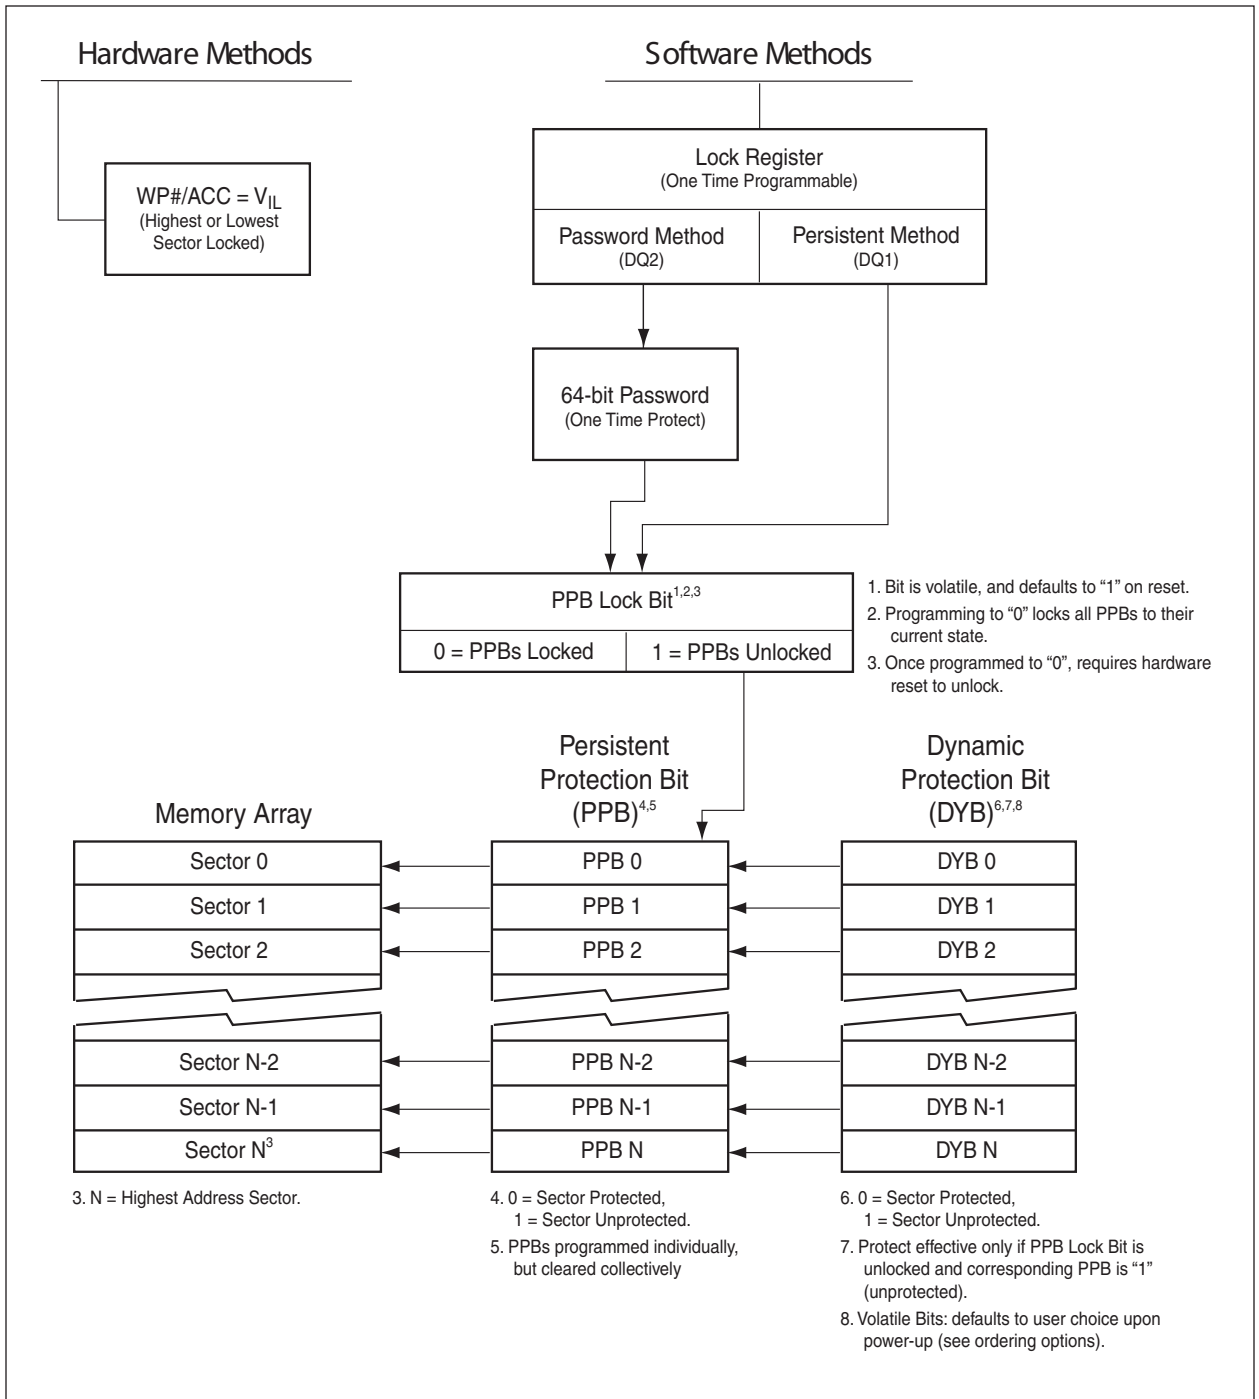 Hardware Methods
Software Methods
WP#/ACC = VIL
(Highest or Lowest
Sector Locked)
Lock Register
(One Time Programmable)
Password Method
(DQ2)
Persistent Method
(DQ1)
64-bit Password
(One Time Protect)
PPB Lock Bit1,2,3
0 = PPBs Locked
1 = PPBs Unlocked
1. Bit is volatile, and defaults to “1” on reset.
2. Programming to “0” locks all PPBs to their
current state.
3. Once programmed to “0”, requires hardware
reset to unlock.
Memory Array
Persistent
Protection Bit
(PPB)4,5
Dynamic
Protection Bit
(DYB)6,7,8
Sector 0
PPB 0
DYB 0
Sector 1
PPB 1
DYB 1
Sector 2
PPB 2
DYB 2
Sector N-2
PPB N-2
DYB N-2
Sector N-1
PPB N-1
DYB N-1
Sector N3
PPB N
DYB N
3. N = Highest Address Sector.
4. 0 = Sector Protected,
1 = Sector Unprotected.
5. PPBs programmed individually,
but cleared collectively
6. 0 = Sector Protected,
1 = Sector Unprotected.
7. Protect effective only if PPB Lock Bit is
unlocked and corresponding PPB is “1”
(unprotected).
8. Volatile Bits: defaults to user choice upon
power-up (see ordering options).